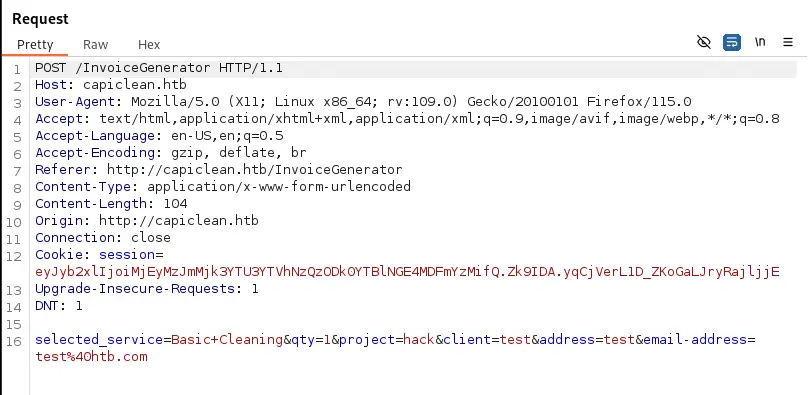 Request
Pretty Raw Hex \n
1 POST /InvoiceGenerator HTTP/1.1
2 Host: capiclean.htb
3 User-Agent: Mozilla/5.0 (X11; Linux x86_64; rv:109.0) Gecko/20100101 Firefox/115.0
4 Accept: text/html,application/xhtml+xml,application/xml;q=0.9,image/avif,image/webp,*/*;q=0.8
5 Accept-Language: en-US,en;q=0.5
6 Accept-Encoding: gzip, deflate, br
7 Referer: http://capiclean.htb/InvoiceGenerator
8 Content-Type: application/x-www-form-urlencoded
9 Content-Length: 104
10 Origin: http://capiclean.htb
11 Connection: close
12 Cookie: session=
eyJyb2xlIjoiMjEyMzJmMjk3YTU3YTVhNzQzODk0YTBlNGE4MDFmYzMifQ.Zk9IDA.yqCjVerL1D_ZKoGaLJryRajljjE
13 Upgrade-Insecure-Requests: 1
14 DNT: 1
15
16 selected_service=Basic+Cleaning&qty=1&project=hack&client=test&address=test&email-address=
test%40htb.com